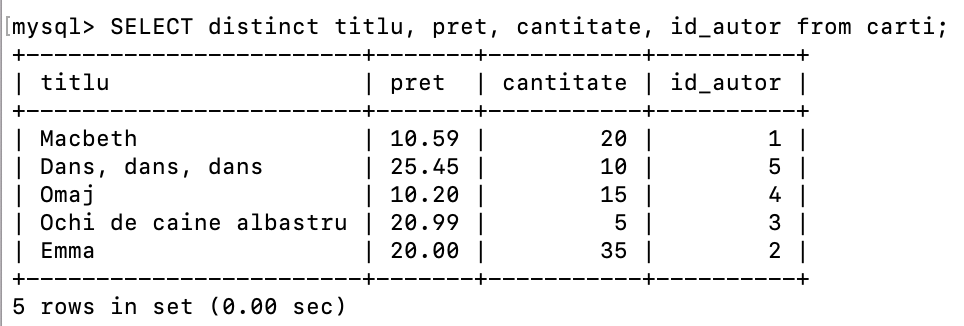 mysql> SELECT distinct titlu, pret, cantitate, id_autor from carti;
+------------------------+-------+-----------+----------+
| titlu                  | pret  | cantitate | id_autor |
+------------------------+-------+-----------+----------+
| Macbeth                | 10.59 |        20 |        1 |
| Dans, dans, dans       | 25.45 |        10 |        5 |
| Omaj                   | 10.20 |        15 |        4 |
| Ochi de caine albastru | 20.99 |         5 |        3 |
| Emma                   | 20.00 |        35 |        2 |
+------------------------+-------+-----------+----------+
5 rows in set (0.00 sec)